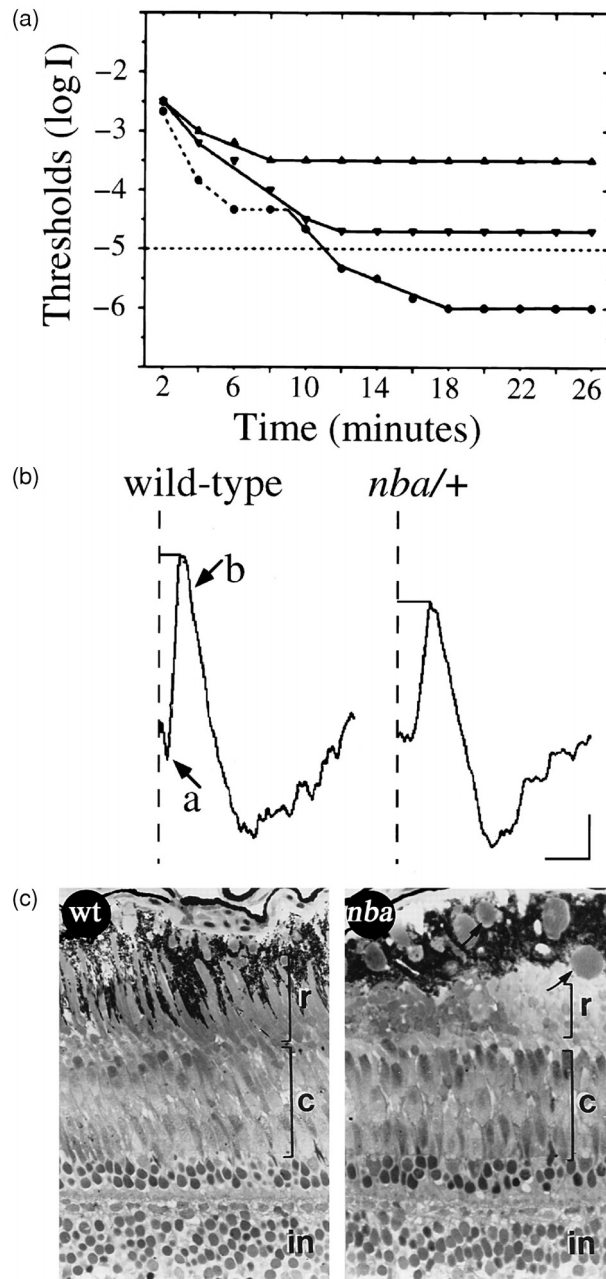 (a)
Thresholds (log I)
−2
−3
−4
−5
−6
2 6 10 14 18 22 26
Time (minutes)
(b)
wild-type
nba/+
b
a
(c)
wt
r
c
in
nba
r
c
in